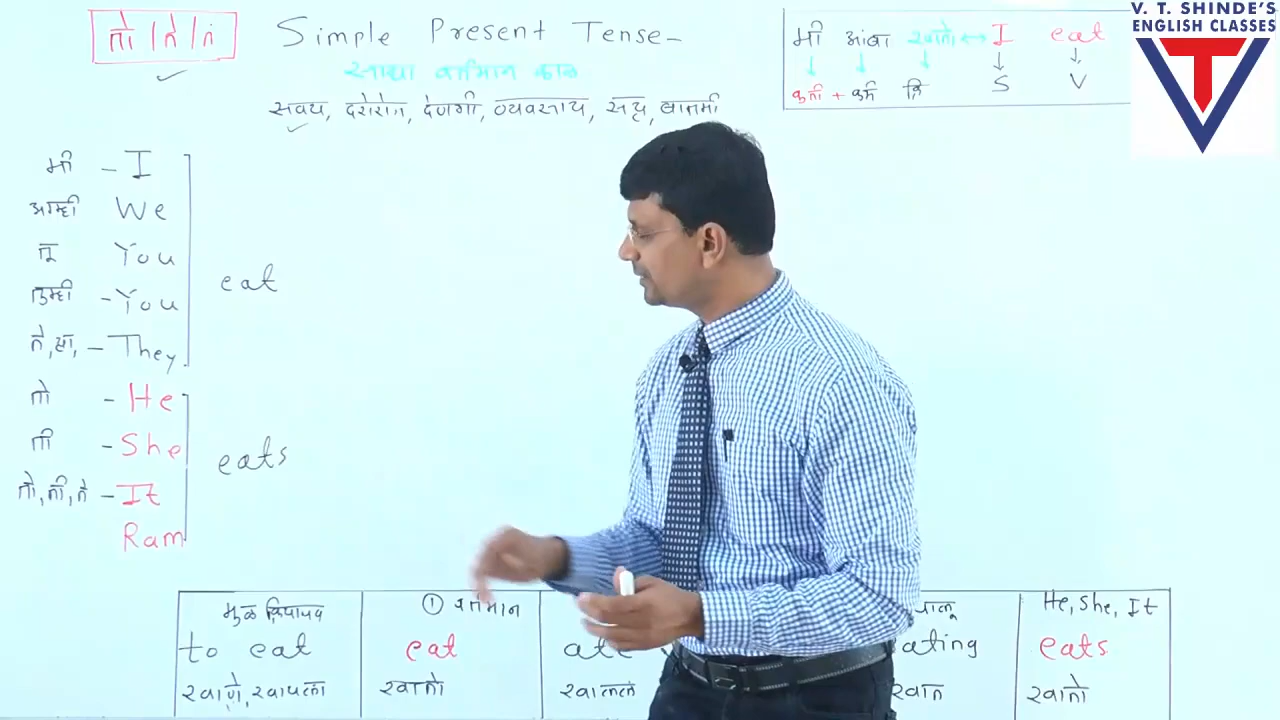 तो / ते / तं
Simple Present Tense-
साधा वर्तमान काळ
सवय, दररोज, देणगी, व्यवसाय, सत्य, बातमी
मी आंबा खातो ↔ I eat
कर्ता + कर्म क्रि S V
V. T. SHINDE'S
ENGLISH CLASSES
मी - I
आम्ही We
तू You
तुम्ही - You
ते, त्या, - They
eat
तो - He
ती - She
तो, ती, ते - It
Ram
eats
मुळ क्रियापद
to eat
खाणे, खायला
① वर्तमान
eat
खातो
ate
खाल्ले
चालू
eating
खात
He, She, It
eats
खातो